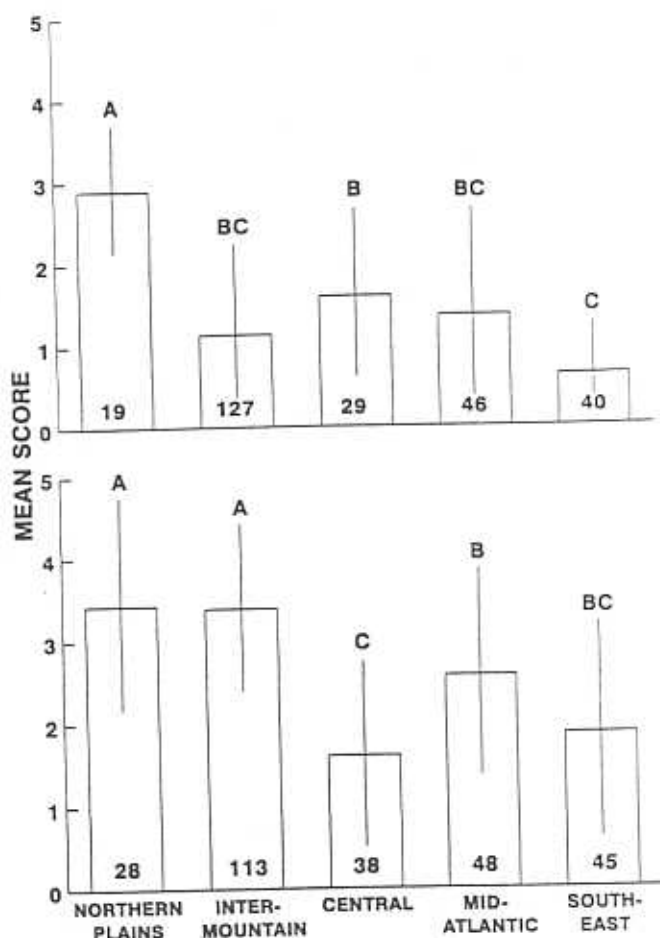 5
4
3
2
1
0
A
BC
B
BC
C
19
127
29
46
40
MEAN SCORE
5
4
3
2
1
0
A
A
C
B
BC
28
113
38
48
45
NORTHERN PLAINS
INTER-MOUNTAIN
CENTRAL
MID-ATLANTIC
SOUTH-EAST